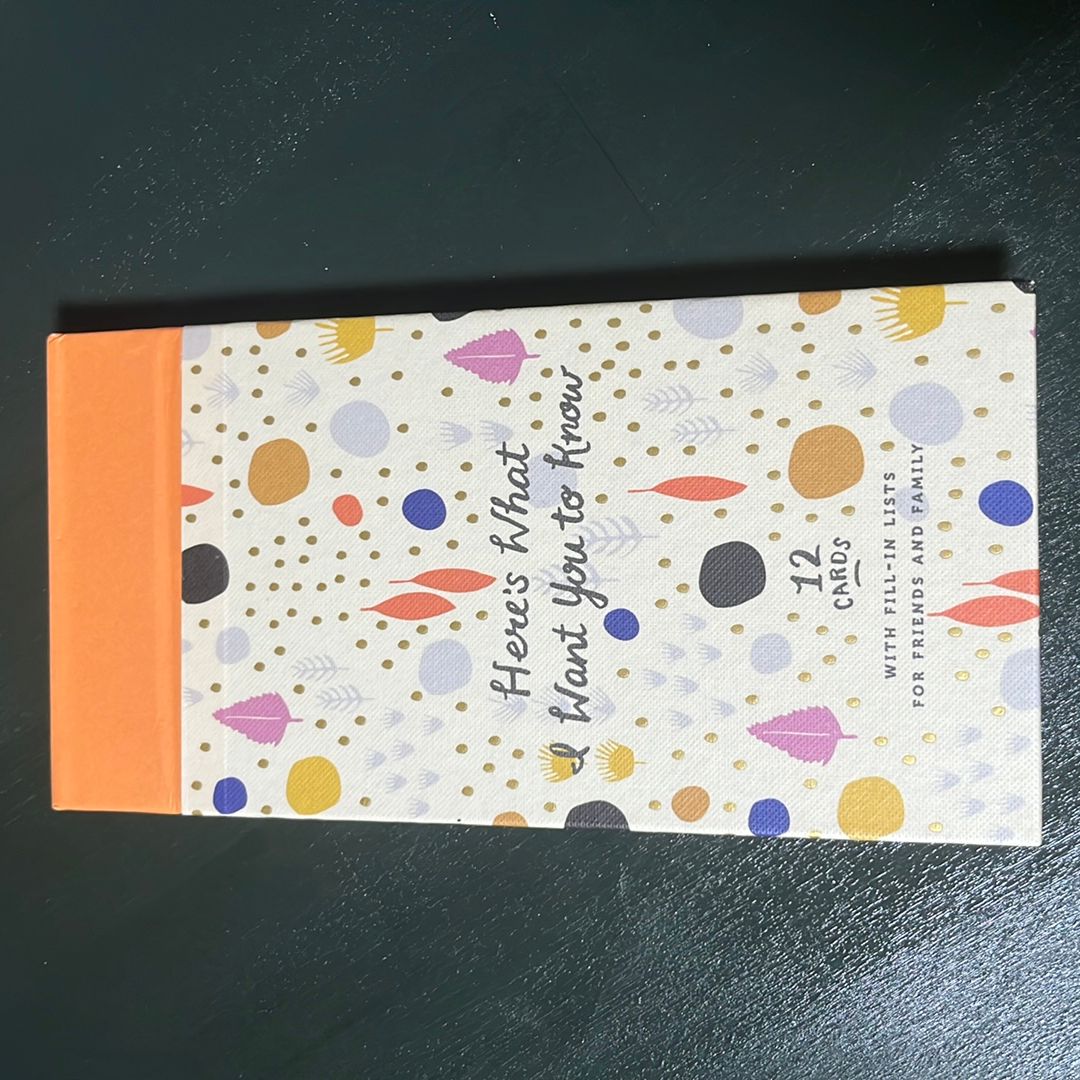 Here's What
I Want You to Know
12
CARDS
WITH FILL-IN LISTS
FOR FRIENDS AND FAMILY